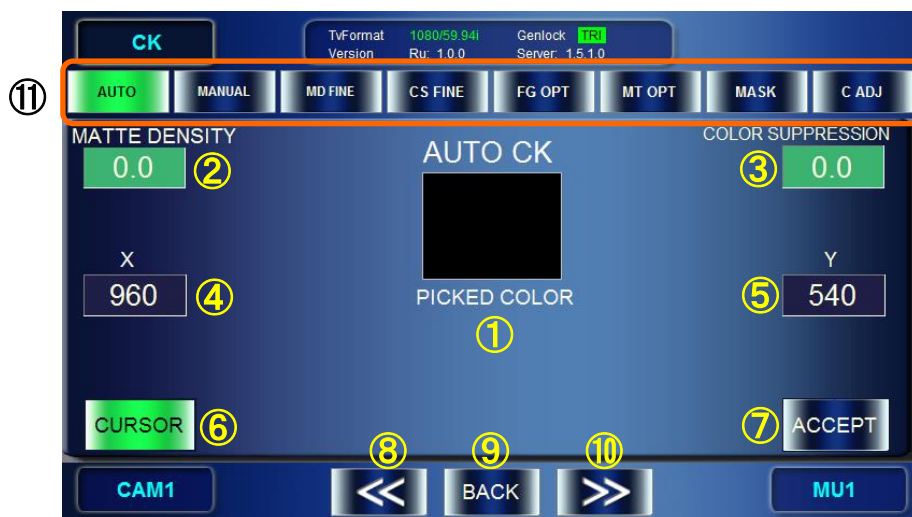 CK
TvFormat 1080/59.94i Genlock TRI
Version Ru: 1.0.0 Server: 1.5.1.0
⑪ AUTO MANUAL MD FINE CS FINE FG OPT MT OPT MASK C ADJ
MATTE DENSITY AUTO CK COLOR SUPPRESSION
0.0 ② ③ 0.0
X Y
960 ④ PICKED COLOR ⑤ 540
①
CURSOR ⑥ ⑦ ACCEPT
⑧ ⑨ ⑩
CAM1 << BACK >> MU1